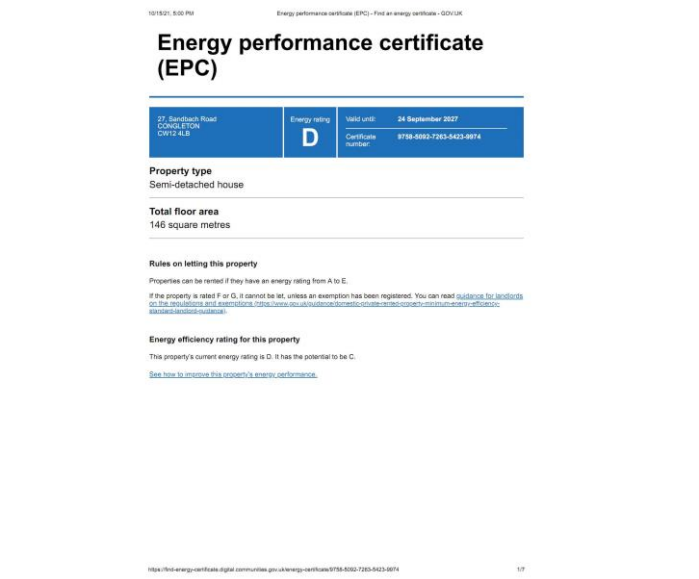 10/15/21, 5:00 PM Energy performance certificate (EPC) - Find an energy certificate - GOV.UK
Energy performance certificate
(EPC)
27, Sandbach Road
CONGLETON
CW12 4LB
Energy rating
D
Valid until: 24 September 2027
Certificate number: 9758-5092-7263-5423-9974
Property type
Semi-detached house
Total floor area
146 square metres
Rules on letting this property
Properties can be rented if they have an energy rating from A to E.
If the property is rated F or G, it cannot be let, unless an exemption has been registered. You can read guidance for landlords
on the regulations and exemptions (https://www.gov.uk/guidance/domestic-private-rented-property-minimum-energy-efficiency-
standard-landlord-guidance).
Energy efficiency rating for this property
This property's current energy rating is D. It has the potential to be C.
See how to improve this property's energy performance.
https://find-energy-certificate.digital.communities.gov.uk/energy-certificate/9758-5092-7263-5423-9974 1/7